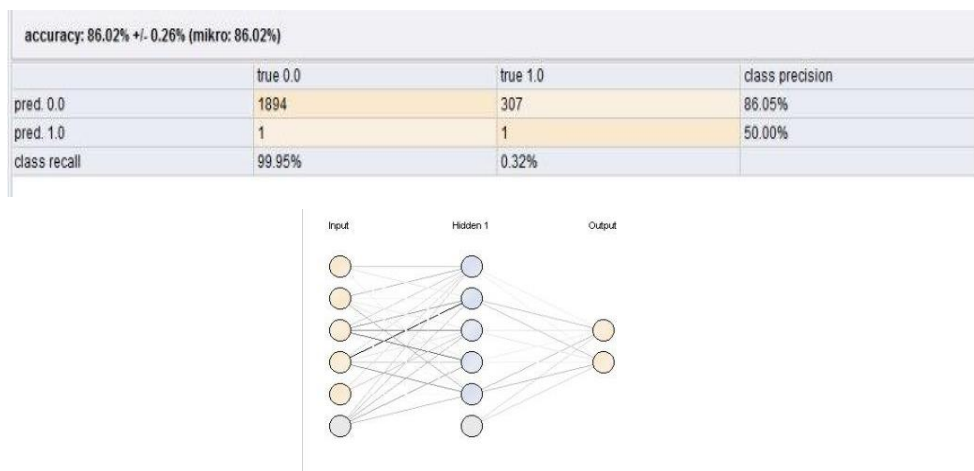 accuracy: 86.02% +/- 0.26% (mikro: 86.02%)
true 0.0 true 1.0 class precision
pred. 0.0 1894 307 86.05%
pred. 1.0 1 1 50.00%
class recall 99.95% 0.32%
Input Hidden 1 Output